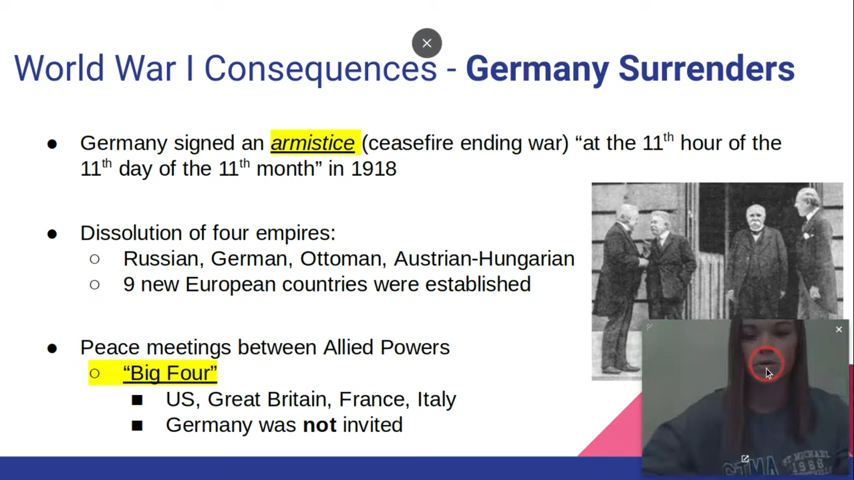 World War I Consequences - Germany Surrenders
● Germany signed an armistice (ceasefire ending war) “at the 11th hour of the
11th day of the 11th month” in 1918
● Dissolution of four empires:
○ Russian, German, Ottoman, Austrian-Hungarian
○ 9 new European countries were established
● Peace meetings between Allied Powers
○ “Big Four”
■ US, Great Britain, France, Italy
■ Germany was not invited
ST. MICHAEL
1968